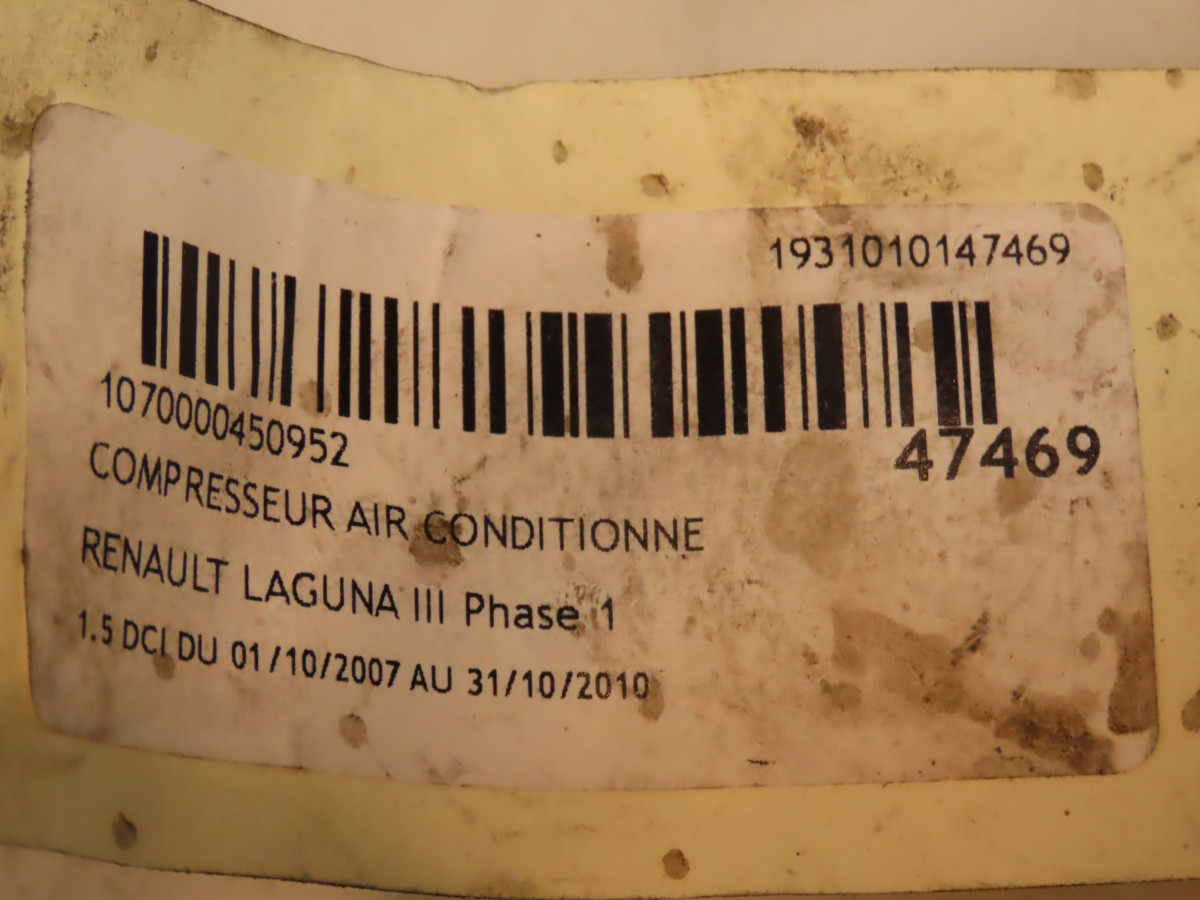 1931010147469
1070000450952
47469
COMPRESSEUR AIR CONDITIONNE
RENAULT LAGUNA III Phase 1
1.5 DCI DU 01/10/2007 AU 31/10/2010